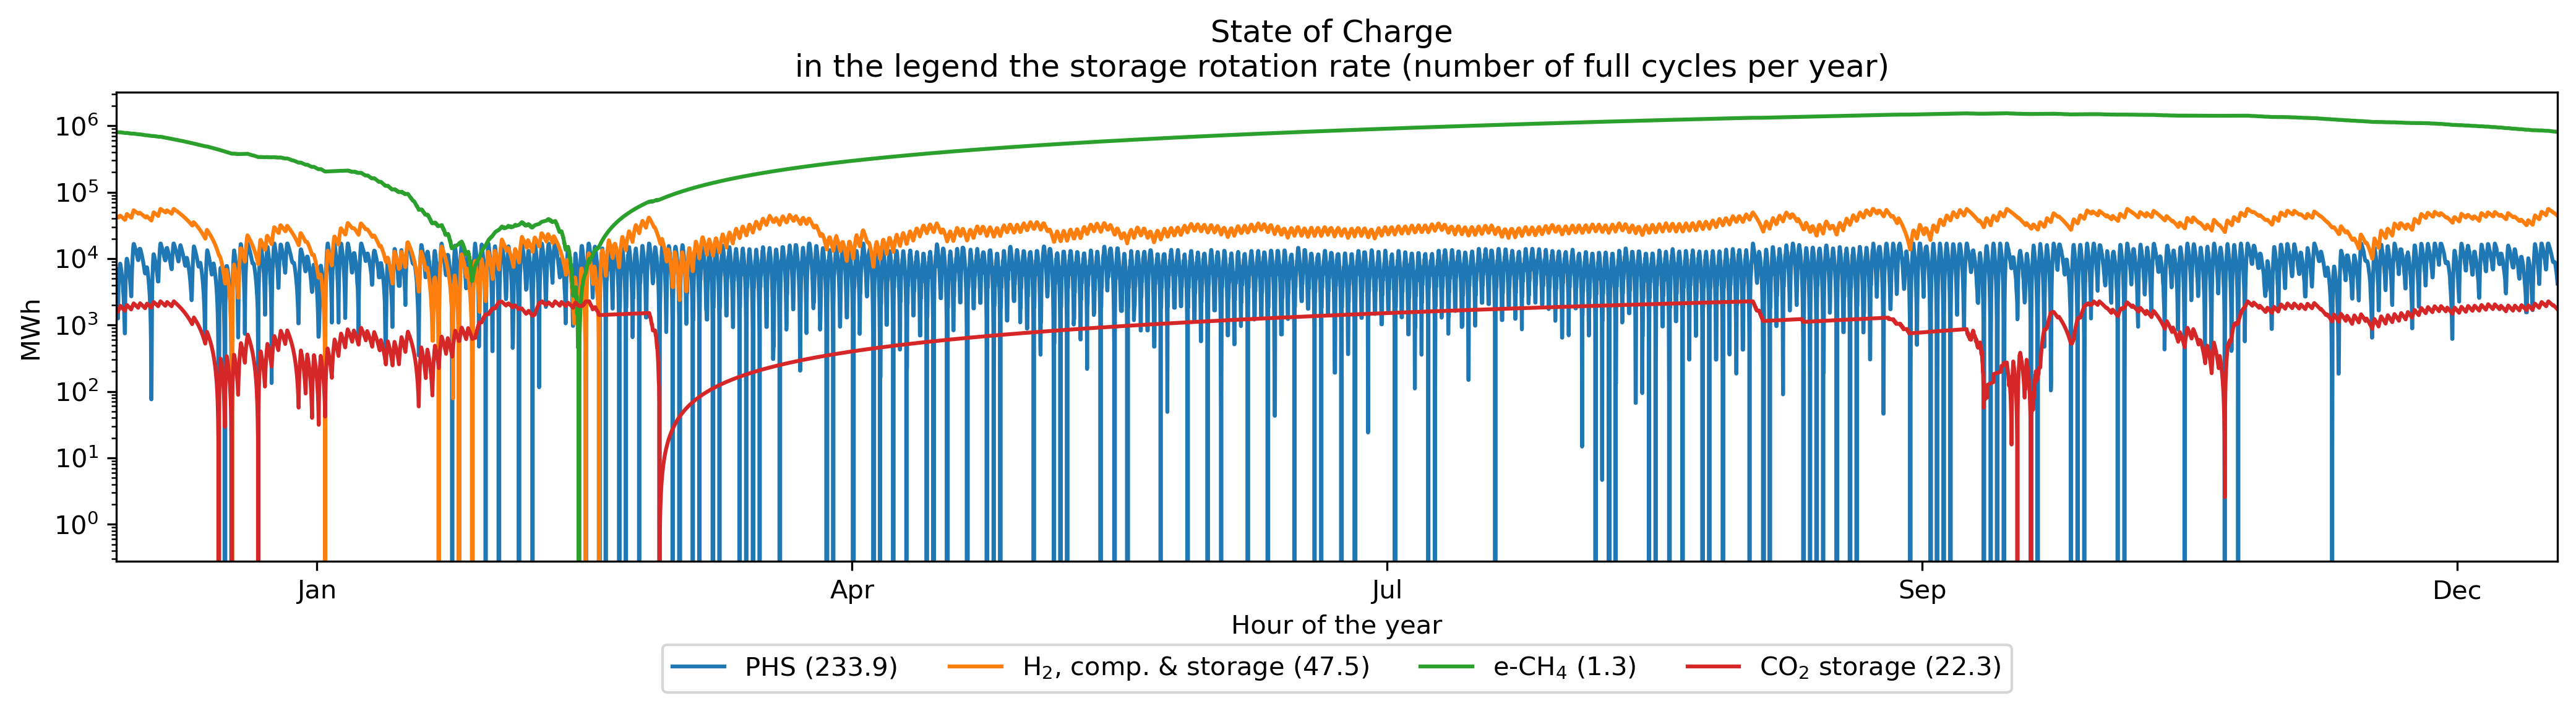 State of Charge
in the legend the storage rotation rate (number of full cycles per year)
MWh
10⁶
10⁵
10⁴
10³
10²
10¹
10⁰
Jan Apr Jul Sep Dec
Hour of the year
PHS (233.9) H₂, comp. & storage (47.5) e-CH₄ (1.3) CO₂ storage (22.3)